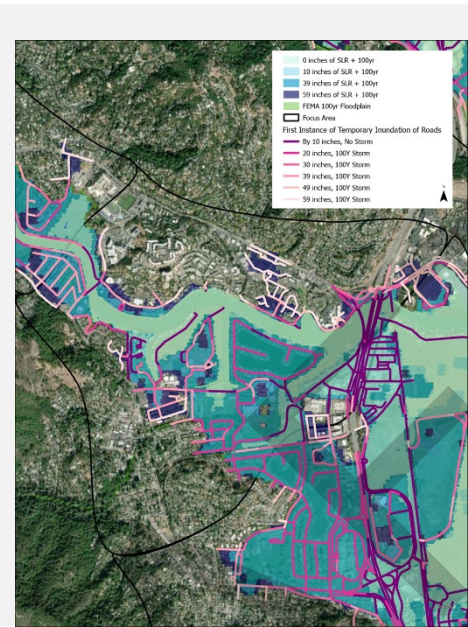 0 inches of SLR + 100yr
10 inches of SLR + 100yr
39 inches of SLR + 100yr
59 inches of SLR + 100yr
FEMA 100yr Floodplain
Focus Area
First Instance of Temporary Inundation of Roads
By 10 inches, No Storm
20 inches, 100Y Storm
30 inches, 100Y Storm
39 inches, 100Y Storm
49 inches, 100Y Storm
59 inches, 100Y Storm